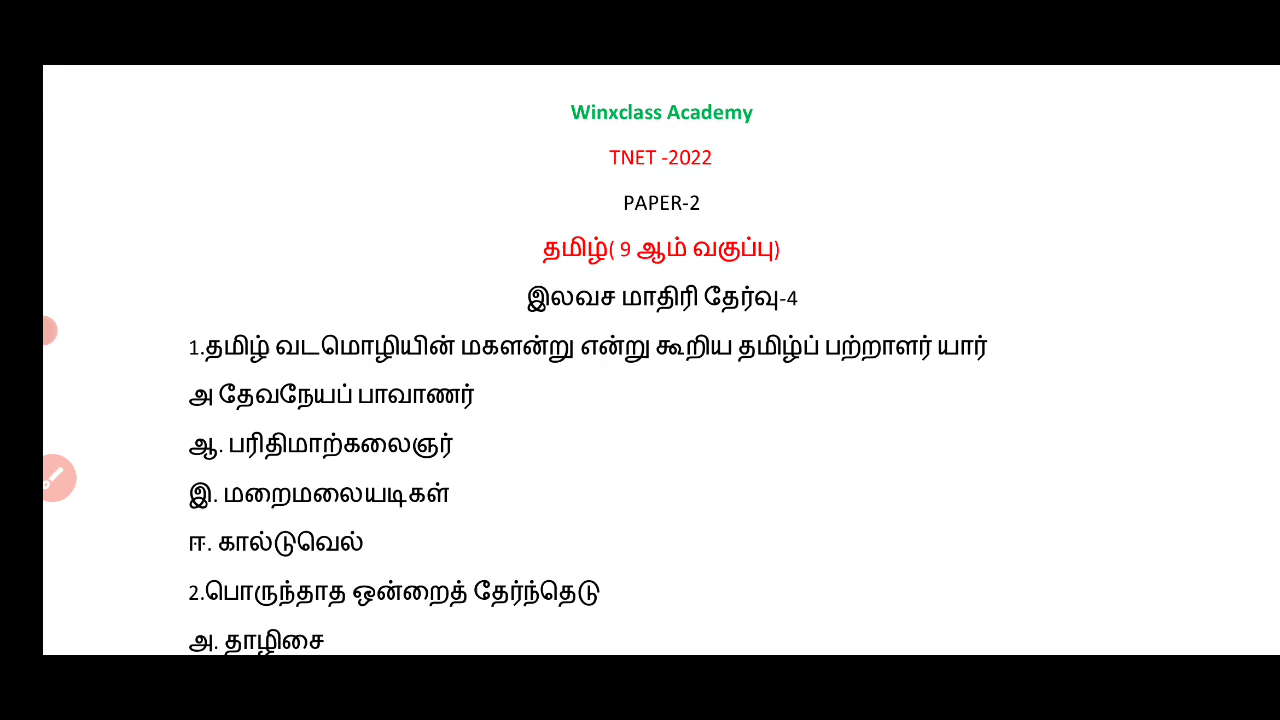 Winxclass Academy
TNET -2022
PAPER-2
தமிழ்( 9 ஆம் வகுப்பு)
இலவச மாதிரி தேர்வு-4
1.தமிழ் வடமொழியின் மகளன்று என்று கூறிய தமிழ்ப் பற்றாளர் யார்
அ தேவநேயப் பாவாணர்
ஆ. பரிதிமாற்கலைஞர்
இ. மறைமலையடிகள்
ஈ. கால்டுவெல்
2.பொருந்தாத ஒன்றைத் தேர்ந்தெடு
அ. தாழிசை